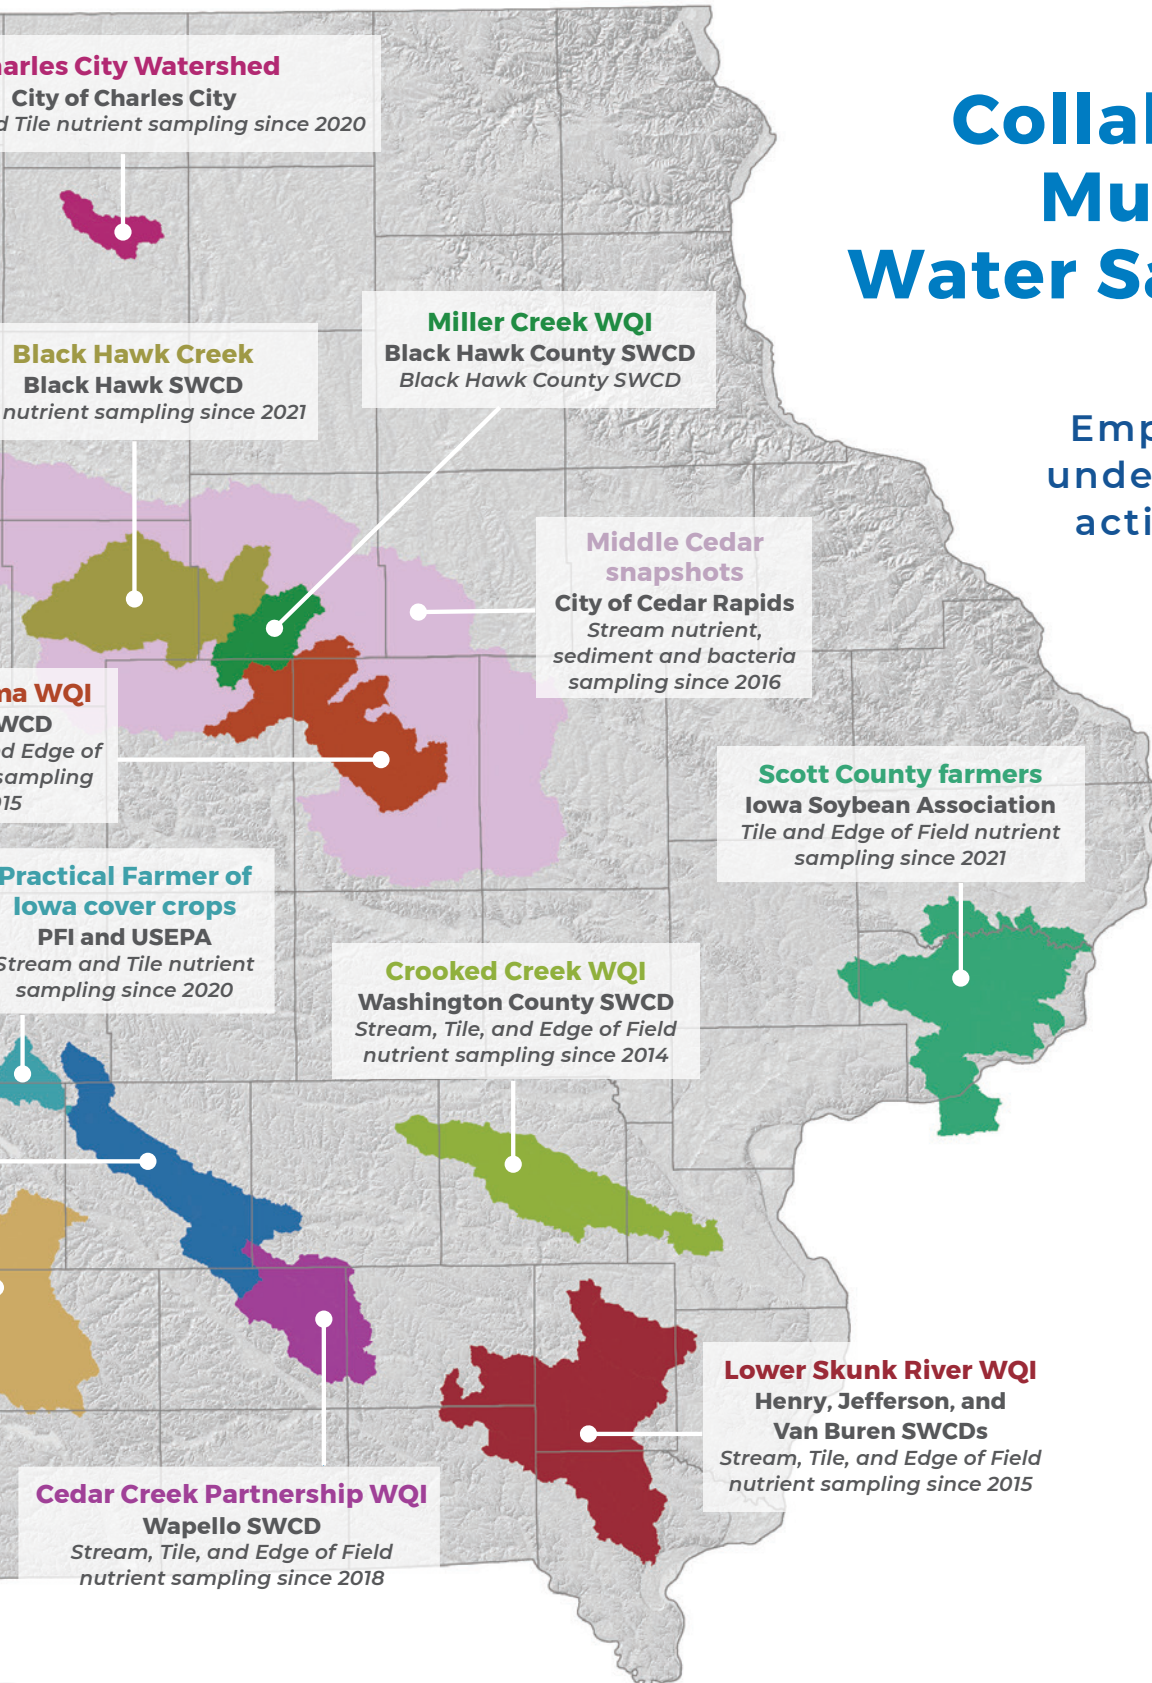 arles City Watershed
City of Charles City
d Tile nutrient sampling since 2020
Collab
Mu
Water Sa
Miller Creek WQI
Black Hawk County SWCD
Black Hawk County SWCD
Black Hawk Creek
Black Hawk SWCD
nutrient sampling since 2021
Emp
unde
acti
Middle Cedar
snapshots
City of Cedar Rapids
Stream nutrient,
sediment and bacteria
sampling since 2016
ma WQI
WCD
d Edge of
sampling
15
Scott County farmers
Iowa Soybean Association
Tile and Edge of Field nutrient
sampling since 2021
Practical Farmer of
Iowa cover crops
PFI and USEPA
Stream and Tile nutrient
sampling since 2020
Crooked Creek WQI
Washington County SWCD
Stream, Tile, and Edge of Field
nutrient sampling since 2014
Lower Skunk River WQI
Henry, Jefferson, and
Van Buren SWCDs
Stream, Tile, and Edge of Field
nutrient sampling since 2015
Cedar Creek Partnership WQI
Wapello SWCD
Stream, Tile, and Edge of Field
nutrient sampling since 2018